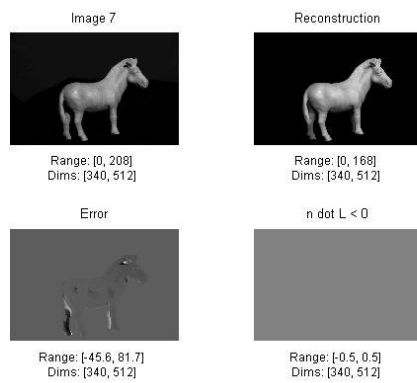 Image 7
Reconstruction
Range: [0, 208]
Dims: [340, 512]
Range: [0, 168]
Dims: [340, 512]
Error
n dot L < 0
Range: [-45.6, 81.7]
Dims: [340, 512]
Range: [-0.5, 0.5]
Dims: [340, 512]